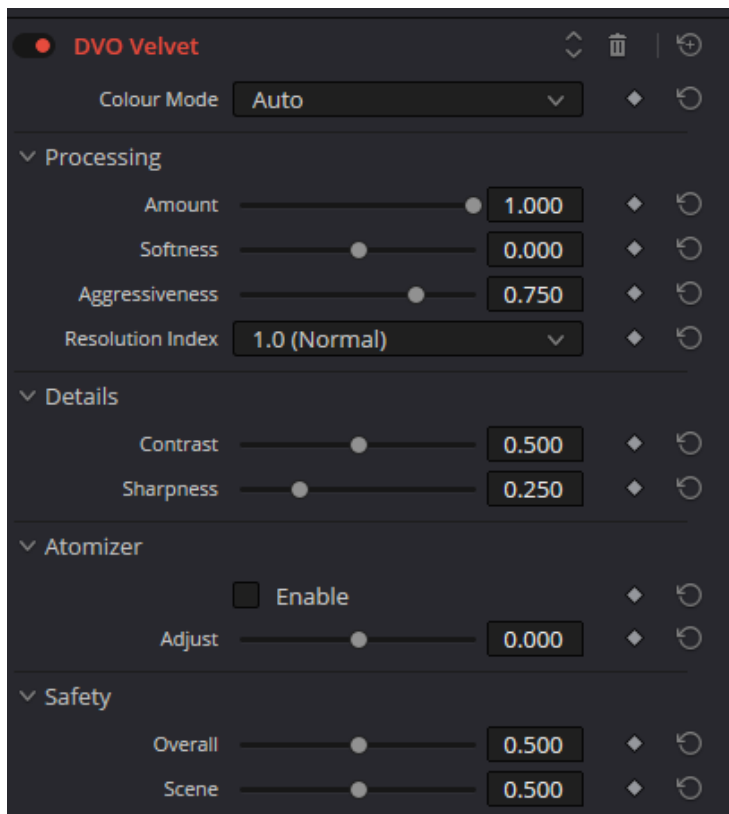 DVO Velvet
Colour Mode Auto
Processing
Amount 1.000
Softness 0.000
Aggressiveness 0.750
Resolution Index 1.0 (Normal)
Details
Contrast 0.500
Sharpness 0.250
Atomizer
Enable
Adjust 0.000
Safety
Overall 0.500
Scene 0.500